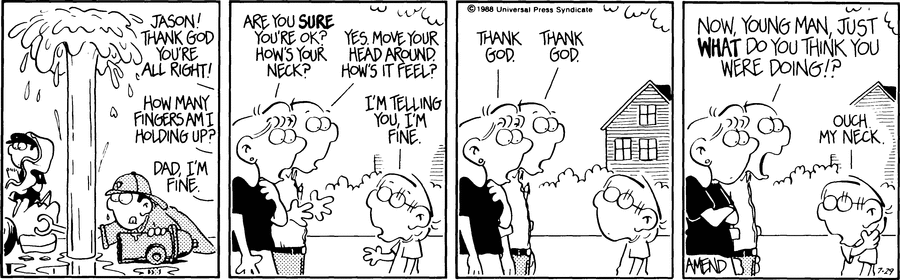 JASON!
THANK GOD
YOU'RE
ALL RIGHT!
HOW MANY
FINGERS AM I
HOLDING UP?
DAD, I'M
FINE.
ARE YOU SURE
YOU'RE OK?
HOW'S YOUR
NECK?
YES. MOVE YOUR
HEAD AROUND.
HOW'S IT FEEL?
I'M TELLING
YOU, I'M
FINE.
©1988 Universal Press Syndicate
THANK
GOD.
THANK
GOD.
NOW, YOUNG MAN, JUST
WHAT DO YOU THINK YOU
WERE DOING!?
OUCH.
MY NECK.
AMEND
7-29